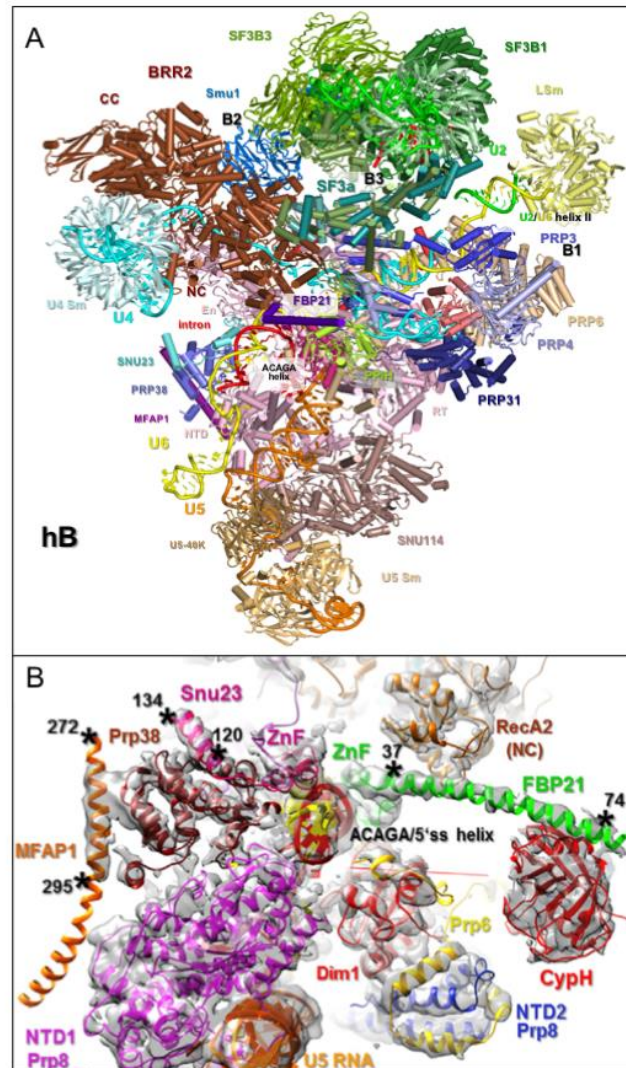 A
SF3B3
SF3B1
BRR2
CC
Smu1
B2
LSm
U2
B3
SF3a
U2/U6 helix II
PRP3
B1
U4 Sm
U4
NC
En
FBP21
PRP6
PRP4
intron
SNU23
ACAGA
helix
PPIH
PRP38
PRP31
MFAP1
NTD
RT
U6
U5
hB
U5-40K
SNU114
U5 Sm
B
134
Snu23
272
Prp38
120
ZnF
ZnF
37
RecA2
(NC)
FBP21
74
MFAP1
ACAGA/5'ss helix
295
Prp6
Dim1
CypH
NTD1
Prp8
NTD2
Prp8
U5 RNA